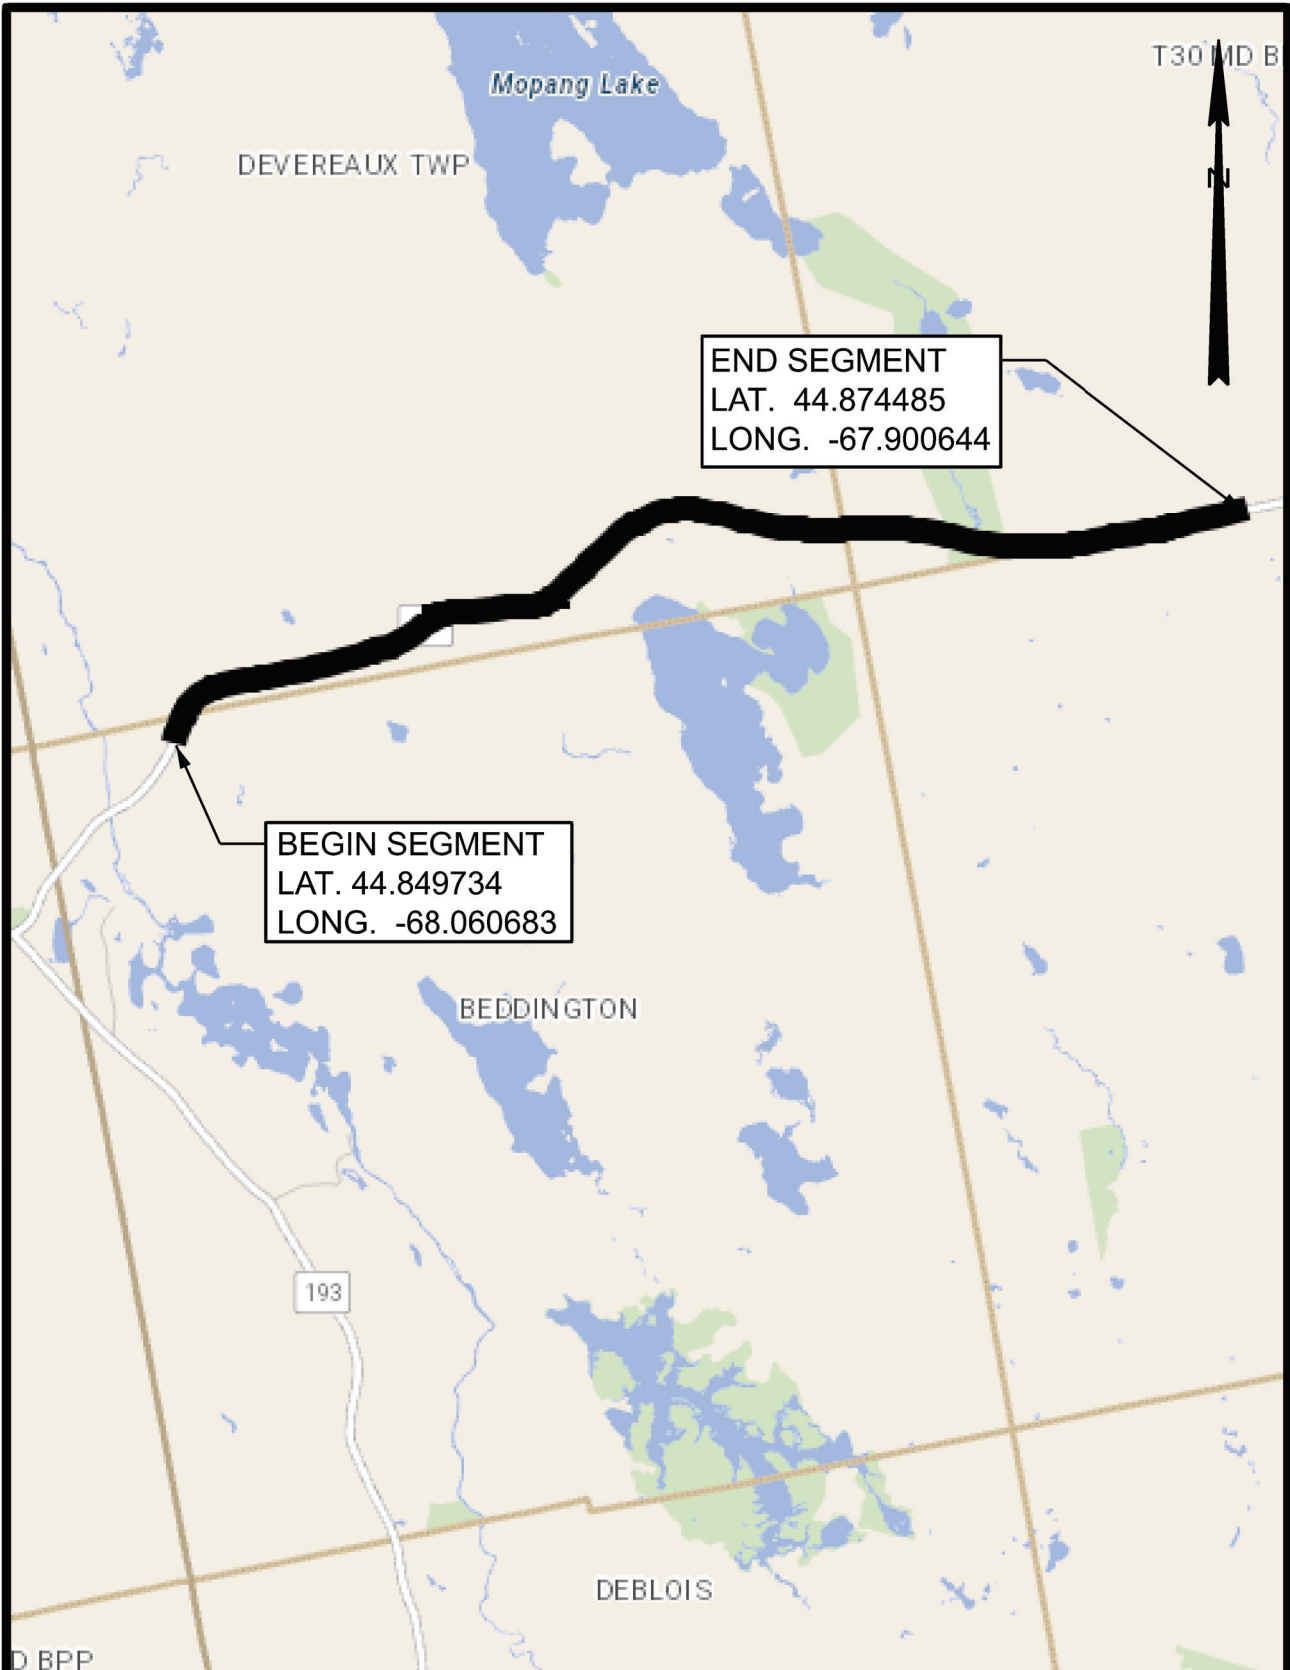 T30 MD B
Mopang Lake
DEVEREAUX TWP
N
END SEGMENT
LAT. 44.874485
LONG. -67.900644
BEGIN SEGMENT
LAT. 44.849734
LONG. -68.060683
BEDDINGTON
193
DEBLOIS
D BPP